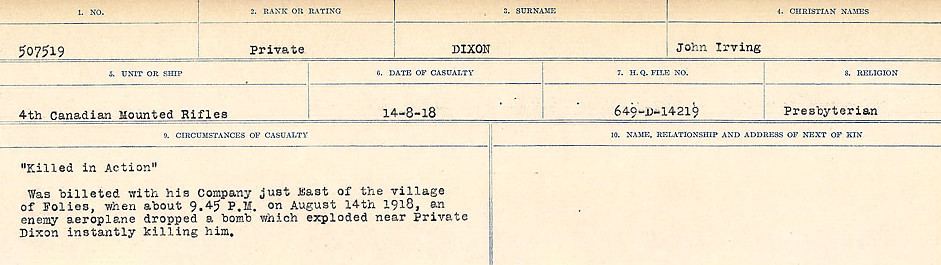 1. NO. 2. RANK OR RATING 3. SURNAME 4. CHRISTIAN NAMES
507519 Private DIXON John Irving
5. UNIT OR SHIP 6. DATE OF CASUALTY 7. H. Q. FILE NO. 8. RELIGION
4th Canadian Mounted Rifles 14-8-18 649-D-14219 Presbyterian
9. CIRCUMSTANCES OF CASUALTY 10. NAME, RELATIONSHIP AND ADDRESS OF NEXT OF KIN
"Killed in Action"
Was billeted with his Company just East of the village
of Folies, when about 9.45 P.M. on August 14th 1918, an
enemy aeroplane dropped a bomb which exploded near Private
Dixon instantly killing him.